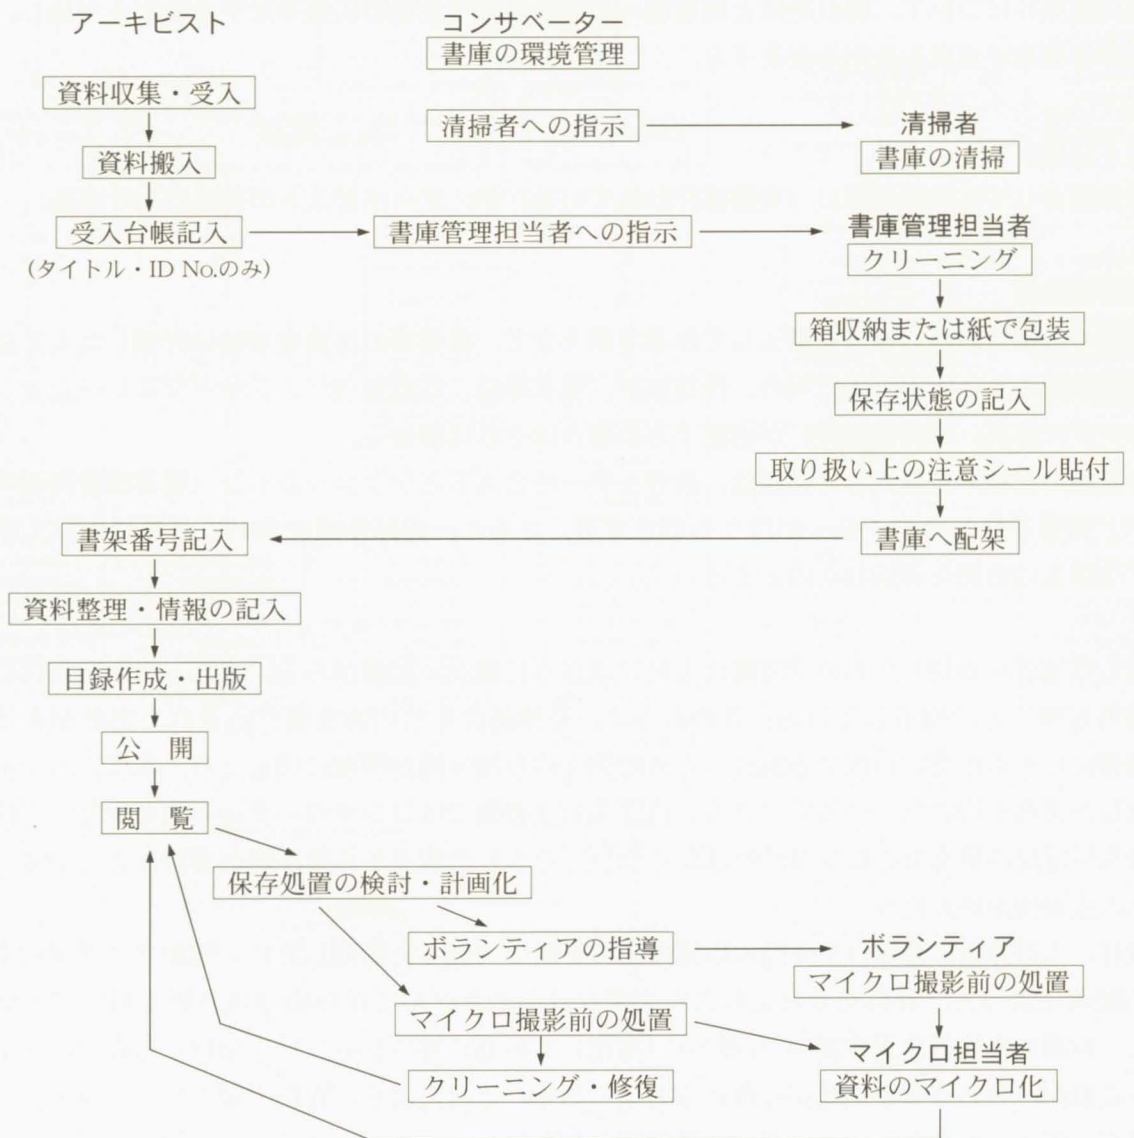 アーキビスト
コンサベーター
書庫の環境管理
資料収集・受入
清掃者への指示
清掃者
資料搬入
書庫の清掃
受入台帳記入
書庫管理担当者への指示
書庫管理担当者
(タイトル・ID No.のみ)
クリーニング
箱収納または紙で包装
保存状態の記入
取り扱い上の注意シール貼付
書架番号記入
書庫へ配架
資料整理・情報の記入
目録作成・出版
公 開
閲 覧
保存処置の検討・計画化
ボランティアの指導
ボランティア
マイクロ撮影前の処置
マイクロ撮影前の処置
マイクロ担当者
クリーニング・修復
資料のマイクロ化